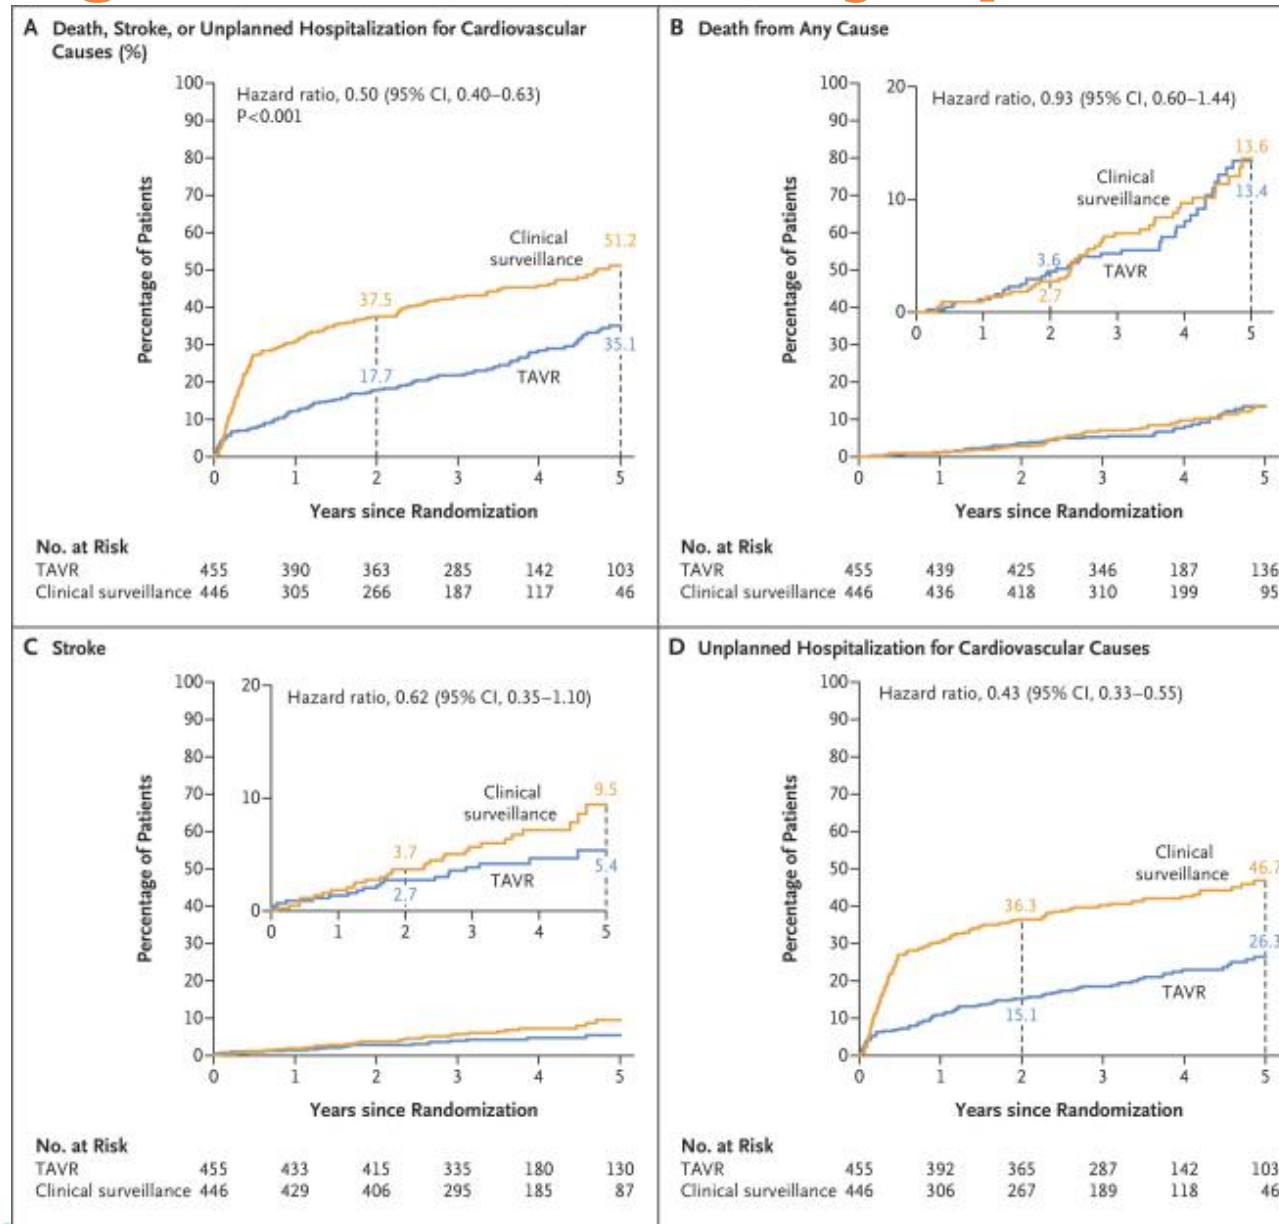 A Death, Stroke, or Unplanned Hospitalization for Cardiovascular
Causes (%)
Percentage of Patients
100
90
80
70
60
50
40
30
20
10
0
Hazard ratio, 0.50 (95% CI, 0.40–0.63)
P<0.001
Clinical
surveillance
51.2
37.5
35.1
17.7
TAVR
0 1 2 3 4 5
Years since Randomization
No. at Risk
TAVR 455 390 363 285 142 103
Clinical surveillance 446 305 266 187 117 46
B Death from Any Cause
Percentage of Patients
100
90
80
70
60
50
40
30
20
10
0
20
10
0
Hazard ratio, 0.93 (95% CI, 0.60–1.44)
13.6
Clinical
surveillance
13.4
3.6
TAVR
2.7
0 1 2 3 4 5
0 1 2 3 4 5
Years since Randomization
No. at Risk
TAVR 455 439 425 346 187 136
Clinical surveillance 446 436 418 310 199 95
C Stroke
Percentage of Patients
100
90
80
70
60
50
40
30
20
10
0
20
10
0
Hazard ratio, 0.62 (95% CI, 0.35–1.10)
Clinical
surveillance
9.5
3.7
5.4
2.7
TAVR
0 1 2 3 4 5
0 1 2 3 4 5
Years since Randomization
No. at Risk
TAVR 455 433 415 335 180 130
Clinical surveillance 446 429 406 295 185 87
D Unplanned Hospitalization for Cardiovascular Causes
Percentage of Patients
100
90
80
70
60
50
40
30
20
10
0
Hazard ratio, 0.43 (95% CI, 0.33–0.55)
Clinical
surveillance
46.7
36.3
26.3
15.1
TAVR
0 1 2 3 4 5
Years since Randomization
No. at Risk
TAVR 455 392 365 287 142 103
Clinical surveillance 446 306 267 189 118 46